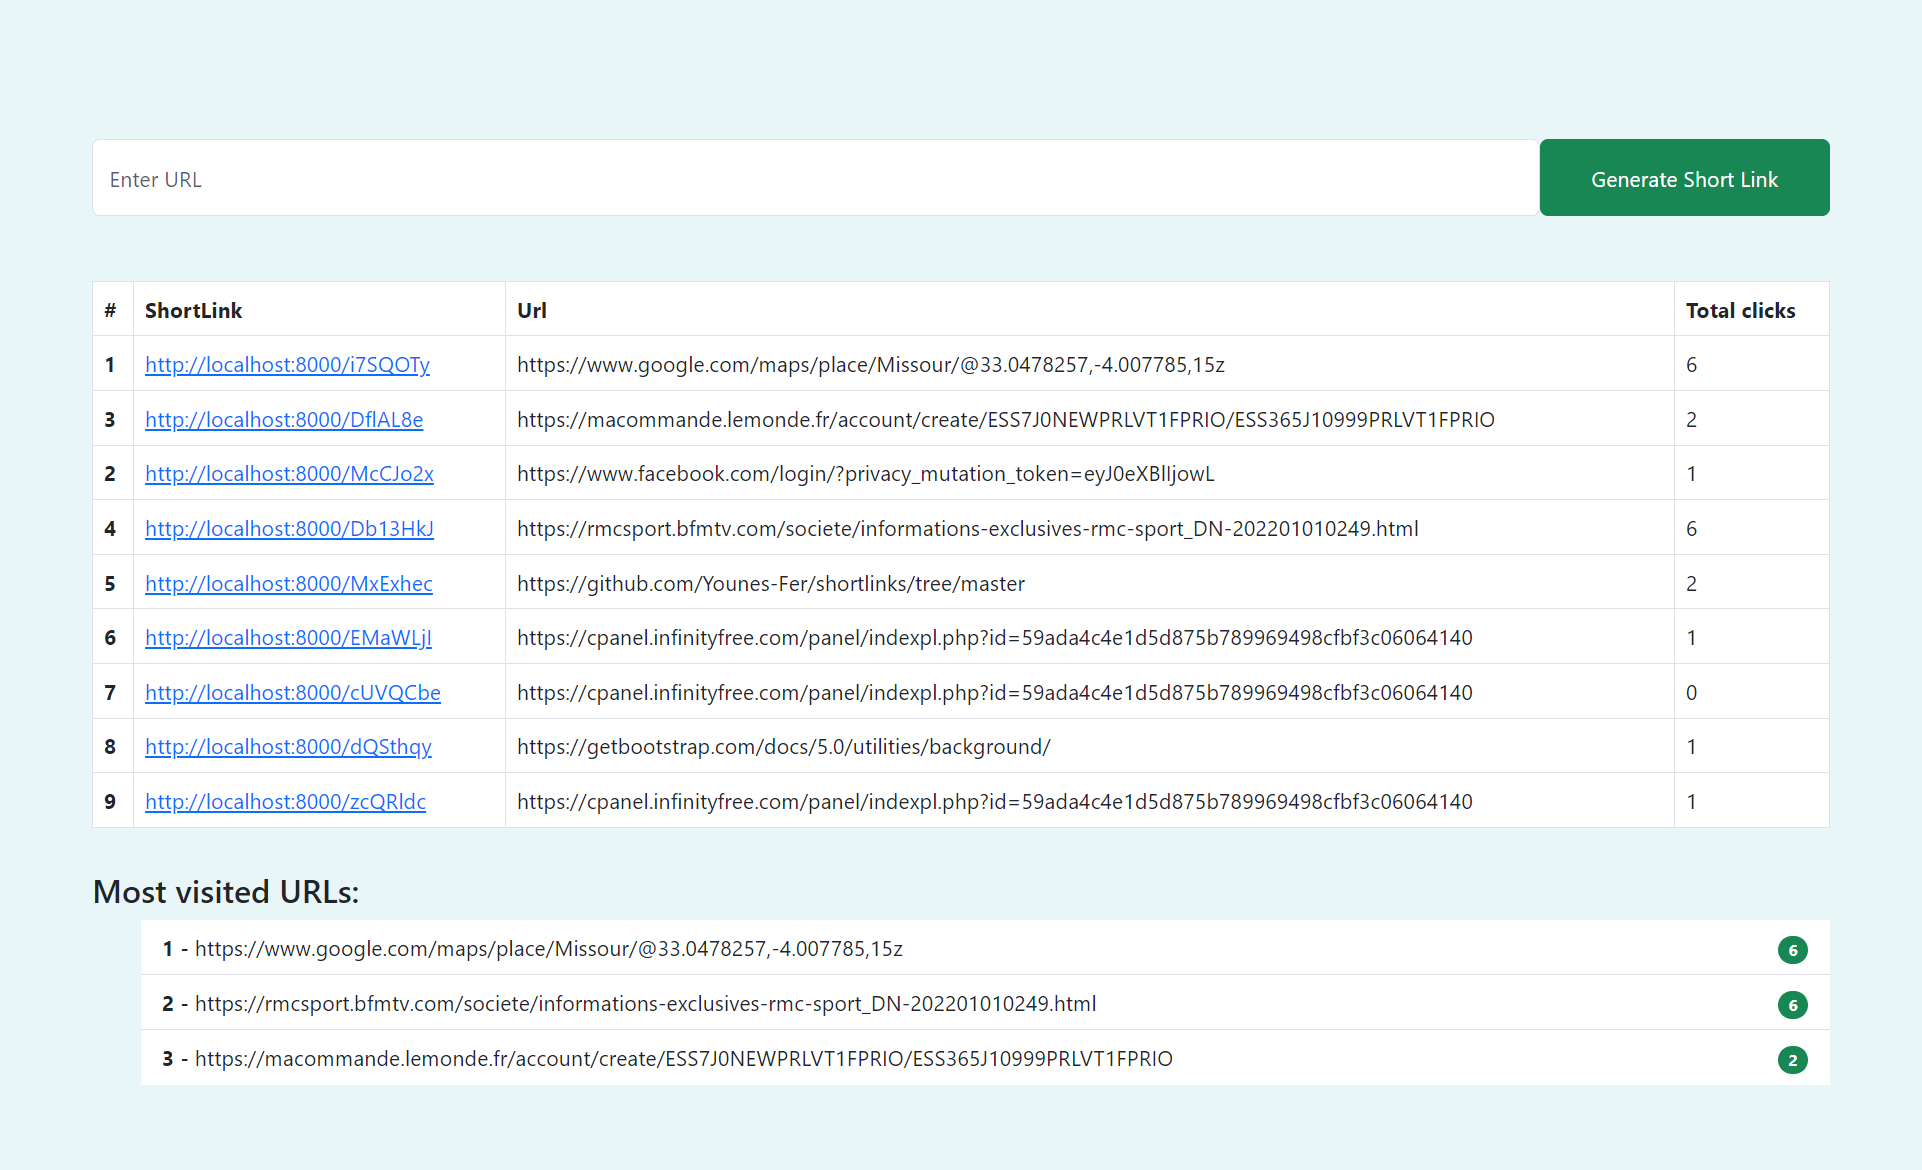 Enter URL
Generate Short Link
# ShortLink Url Total clicks
1 http://localhost:8000/i7SQOTy https://www.google.com/maps/place/Missour/@33.0478257,-4.007785,15z 6
3 http://localhost:8000/DflAL8e https://macommande.lemonde.fr/account/create/ESS7J0NEWPRLVT1FPRIO/ESS365J10999PRLVT1FPRIO 2
2 http://localhost:8000/McCJo2x https://www.facebook.com/login/?privacy_mutation_token=eyJ0eXBlIjowL 1
4 http://localhost:8000/Db13HkJ https://rmcsport.bfmtv.com/societe/informations-exclusives-rmc-sport_DN-202201010249.html 6
5 http://localhost:8000/MxExhec https://github.com/Younes-Fer/shortlinks/tree/master 2
6 http://localhost:8000/EMaWLjI https://cpanel.infinityfree.com/panel/indexpl.php?id=59ada4c4e1d5d875b789969498cfbf3c06064140 1
7 http://localhost:8000/cUVQCbe https://cpanel.infinityfree.com/panel/indexpl.php?id=59ada4c4e1d5d875b789969498cfbf3c06064140 0
8 http://localhost:8000/dQSthqy https://getbootstrap.com/docs/5.0/utilities/background/ 1
9 http://localhost:8000/zcQRldc https://cpanel.infinityfree.com/panel/indexpl.php?id=59ada4c4e1d5d875b789969498cfbf3c06064140 1
Most visited URLs:
1 - https://www.google.com/maps/place/Missour/@33.0478257,-4.007785,15z 6
2 - https://rmcsport.bfmtv.com/societe/informations-exclusives-rmc-sport_DN-202201010249.html 6
3 - https://macommande.lemonde.fr/account/create/ESS7J0NEWPRLVT1FPRIO/ESS365J10999PRLVT1FPRIO 2